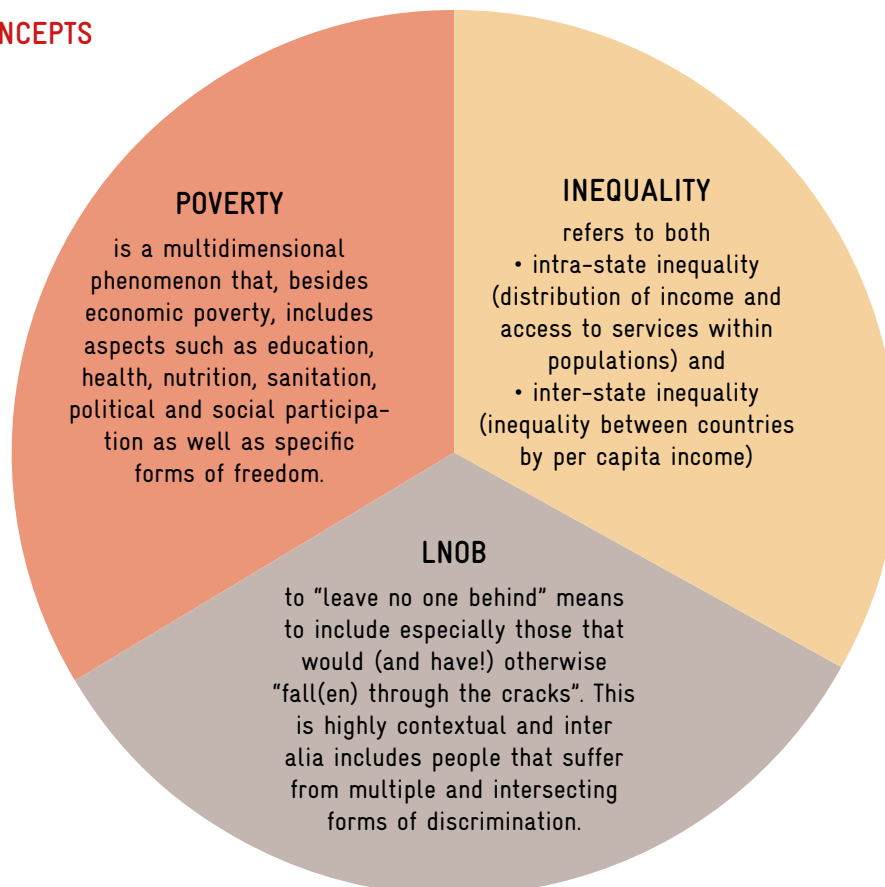 NCEPTS
POVERTY
is a multidimensional
phenomenon that, besides
economic poverty, includes
aspects such as education,
health, nutrition, sanitation,
political and social participa-
tion as well as specific
forms of freedom.
INEQUALITY
refers to both
• intra-state inequality
(distribution of income and
access to services within
populations) and
• inter-state inequality
(inequality between countries
by per capita income)
LNOB
to "leave no one behind" means
to include especially those that
would (and have!) otherwise
"fall(en) through the cracks". This
is highly contextual and inter
alia includes people that suffer
from multiple and intersecting
forms of discrimination.